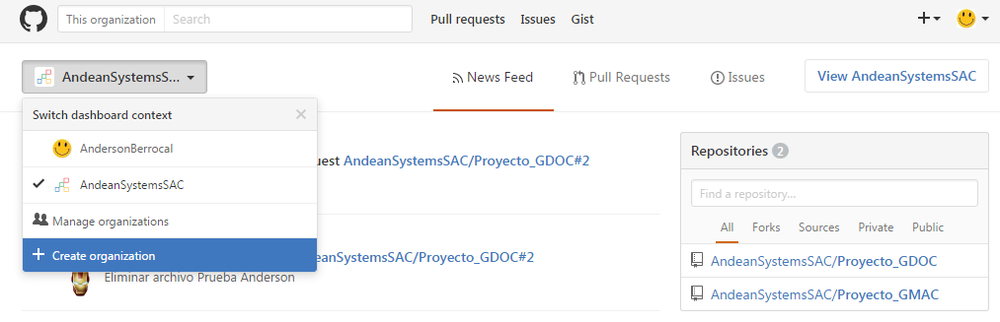 This organization Search Pull requests Issues Gist
AndeanSystemsS... News Feed Pull Requests Issues View AndeanSystemsSAC
Switch dashboard context
AndersonBerrocal
AndeanSystemsSAC
Manage organizations
Create organization
uest AndeanSystemsSAC/Proyecto_GDOC#2
deanSystemsSAC/Proyecto_GDOC#2
Eliminar archivo Prueba Anderson
Repositories 2
Find a repository...
All Forks Sources Private Public
AndeanSystemsSAC/Proyecto_GDOC
AndeanSystemsSAC/Proyecto_GMAC